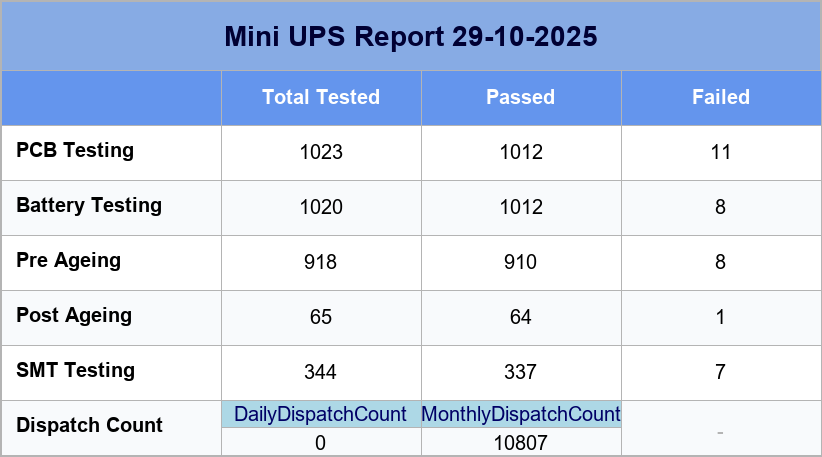 Mini UPS Report 29-10-2025
Total Tested Passed Failed
PCB Testing 1023 1012 11
Battery Testing 1020 1012 8
Pre Ageing 918 910 8
Post Ageing 65 64 1
SMT Testing 344 337 7
Dispatch Count DailyDispatchCount MonthlyDispatchCount -
0 10807